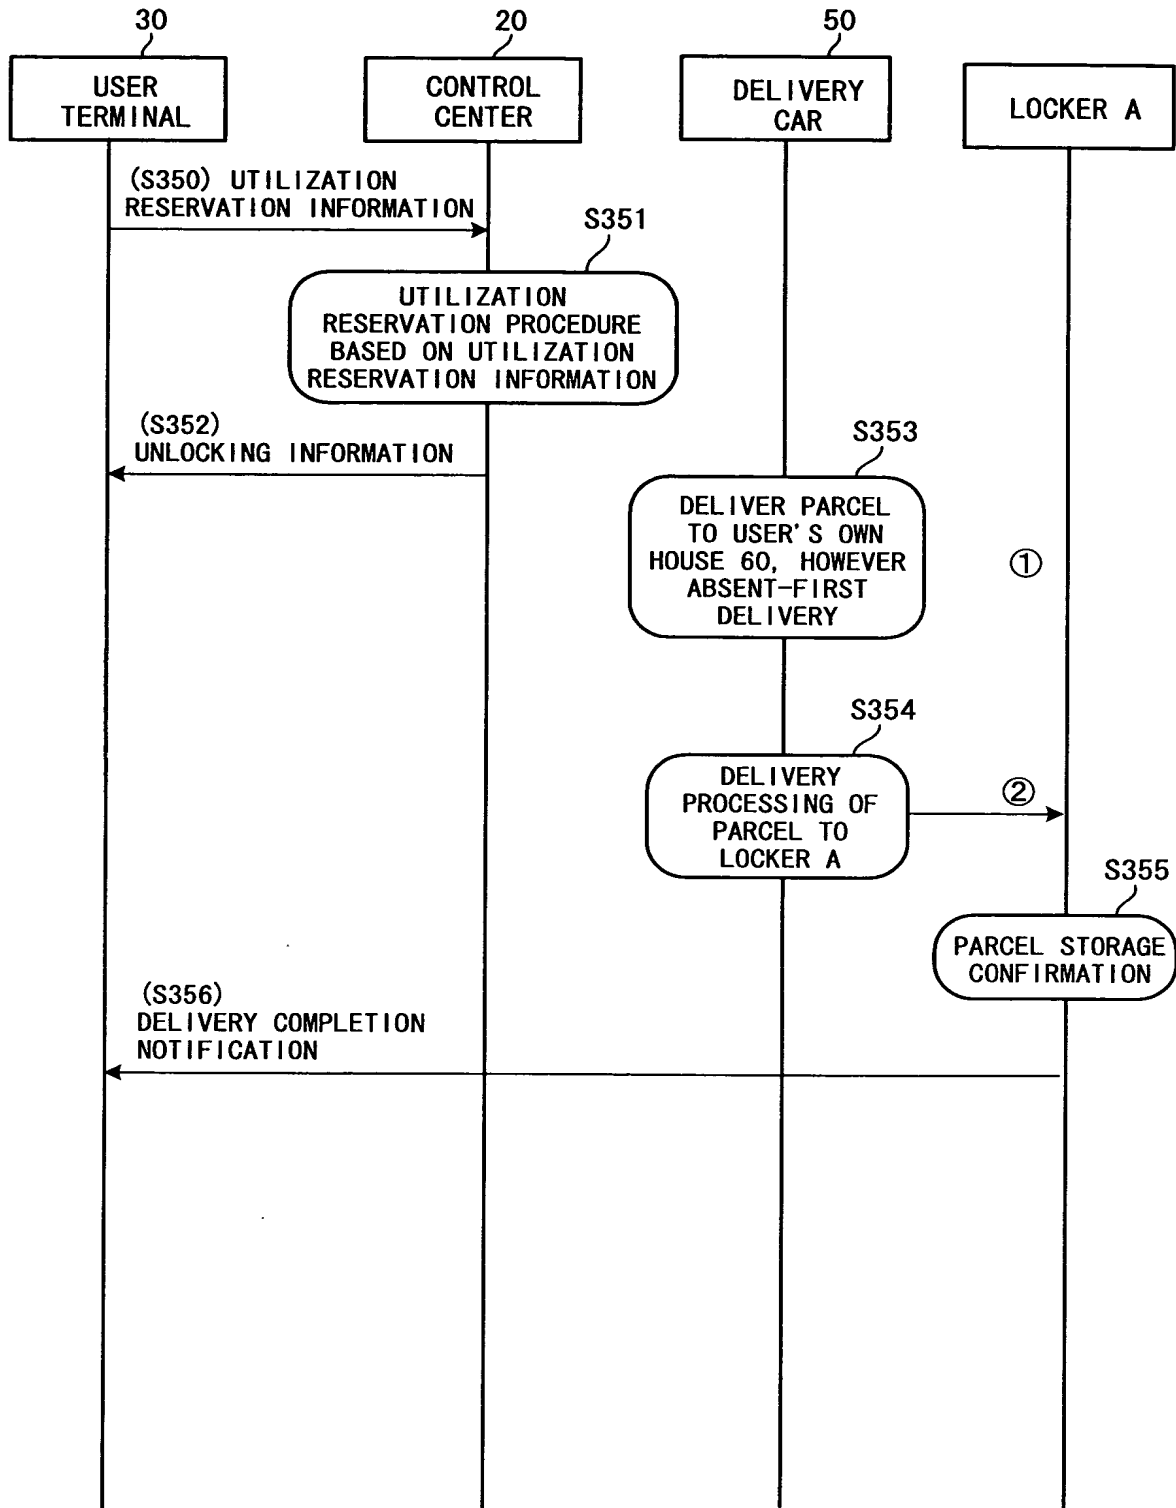 30
20
50
USER
TERMINAL
CONTROL
CENTER
DELIVERY
CAR
LOCKER A
(S350) UTILIZATION
RESERVATION INFORMATION
S351
UTILIZATION
RESERVATION PROCEDURE
BASED ON UTILIZATION
RESERVATION INFORMATION
(S352)
UNLOCKING INFORMATION
S353
DELIVER PARCEL
TO USER'S OWN
HOUSE 60, HOWEVER
ABSENT-FIRST
DELIVERY
①
S354
DELIVERY
PROCESSING OF
PARCEL TO
LOCKER A
②
S355
PARCEL STORAGE
CONFIRMATION
(S356)
DELIVERY COMPLETION
NOTIFICATION